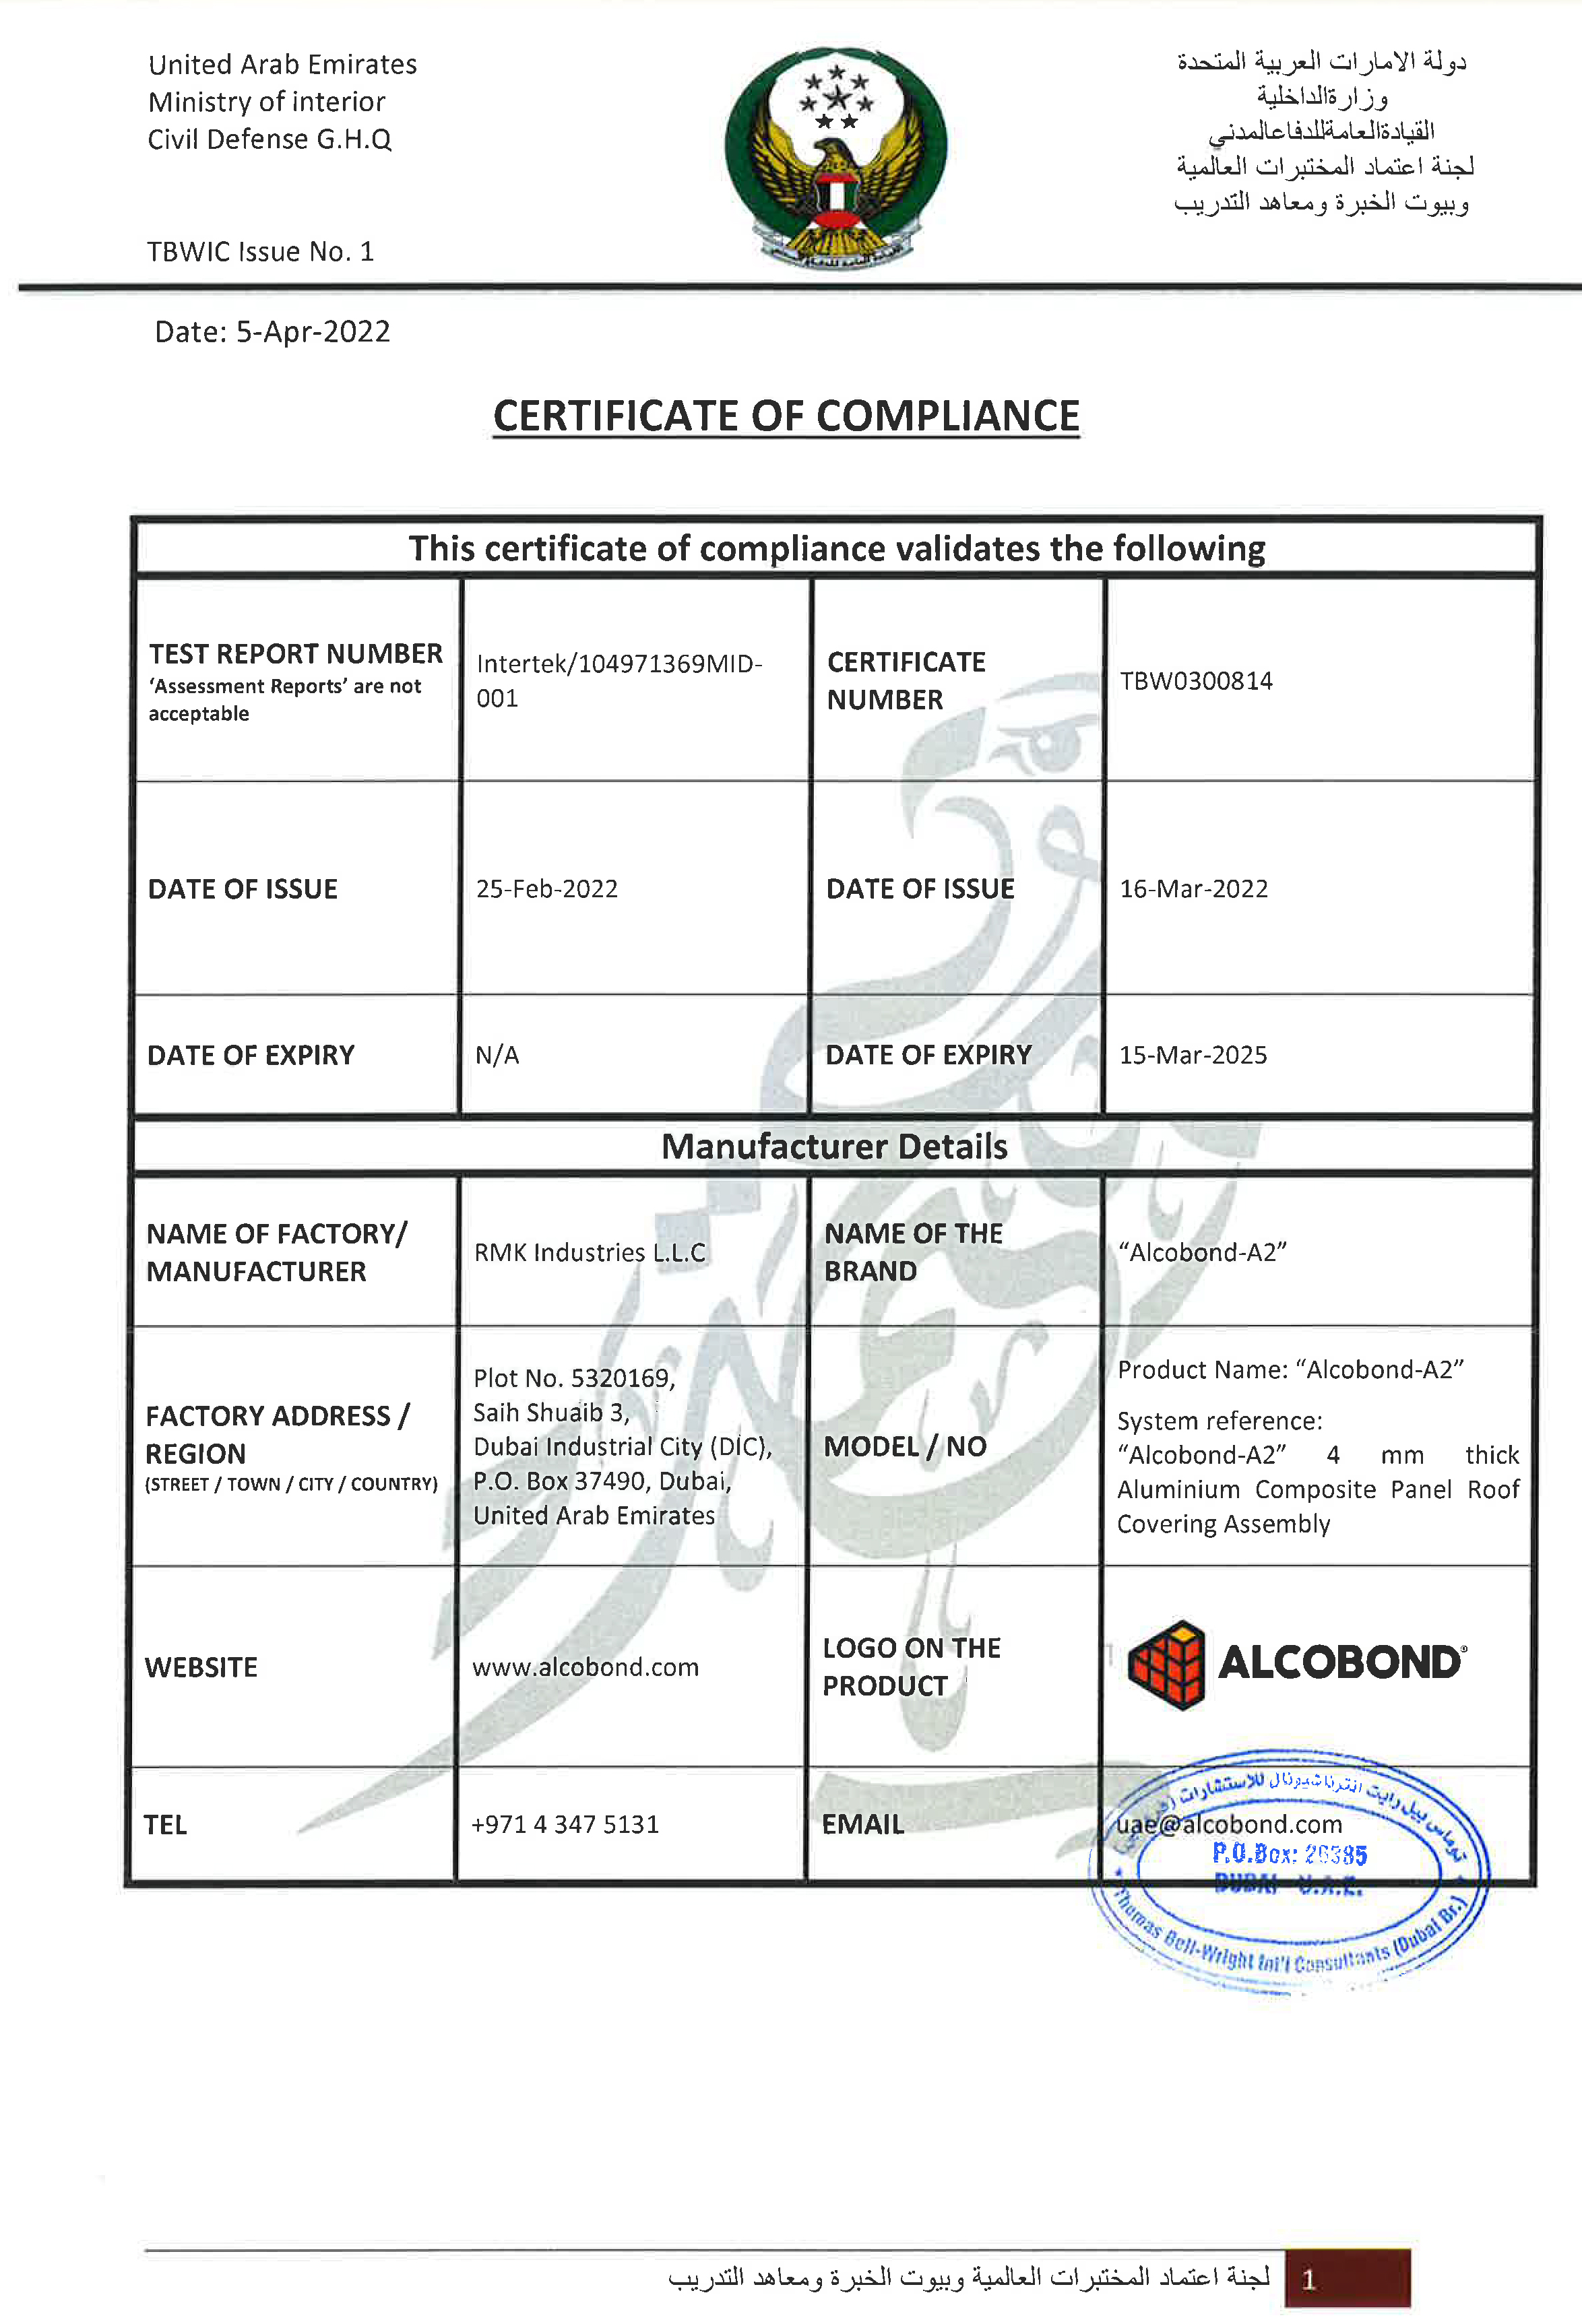 United Arab Emirates
Ministry of interior
Civil Defense G.H.Q
TBWIC Issue No. 1
دولة الامارات العربية المتحدة
وزارةالداخلية
القيادةالعامةللدفاعالمدني
لجنة اعتماد المختبرات العالمية
وبيوت الخبرة ومعاهد التدريب
Date: 5-Apr-2022
CERTIFICATE OF COMPLIANCE
This certificate of compliance validates the following
TEST REPORT NUMBER
‘Assessment Reports’ are not
acceptable
Intertek/104971369MID-
001
CERTIFICATE
NUMBER
TBW0300814
DATE OF ISSUE
25-Feb-2022
DATE OF ISSUE
16-Mar-2022
DATE OF EXPIRY
N/A
DATE OF EXPIRY
15-Mar-2025
Manufacturer Details
NAME OF FACTORY/
MANUFACTURER
RMK Industries L.L.C
NAME OF THE
BRAND
“Alcobond-A2”
FACTORY ADDRESS /
REGION
(STREET / TOWN / CITY / COUNTRY)
Plot No. 5320169,
Saih Shuaib 3,
Dubai Industrial City (DIC),
P.O. Box 37490, Dubai,
United Arab Emirates
MODEL / NO
Product Name: “Alcobond-A2”
System reference:
“Alcobond-A2” 4 mm thick
Aluminium Composite Panel Roof
Covering Assembly
WEBSITE
www.alcobond.com
LOGO ON THE
PRODUCT
ALCOBOND®
TEL
+971 4 347 5131
EMAIL
uae@alcobond.com
توماس بيل رايت انترناشيونال للاستشارات
P.O.Box: 26385
DUBAI U.A.E.
Thomas Bell-Wright Int'l Consultants (Dubai Br.)
لجنة اعتماد المختبرات العالمية وبيوت الخبرة ومعاهد التدريب
1